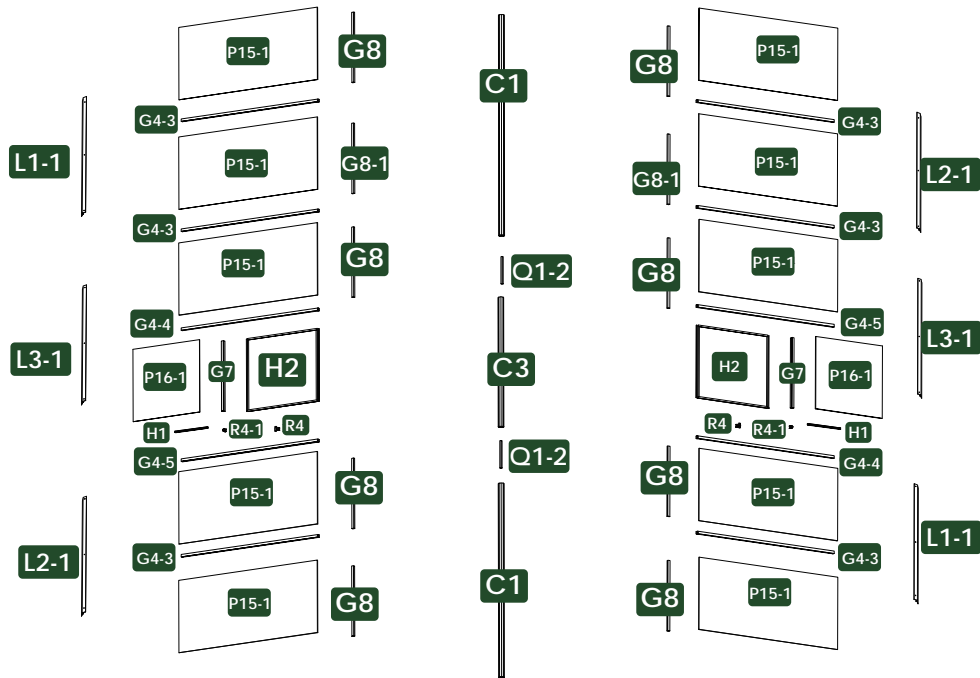 P15-1
G8
C1
G8
P15-1
G4-3
G4-3
L1-1
P15-1
G8-1
G8-1
P15-1
L2-1
G4-3
G4-3
P15-1
G8
Q1-2
G8
P15-1
G4-4
G4-5
L3-1
P16-1
G7
H2
C3
H2
G7
P16-1
L3-1
H1
R4-1
R4
R4
R4-1
H1
G4-5
Q1-2
G4-4
P15-1
G8
G8
P15-1
L2-1
G4-3
C1
G4-3
L1-1
P15-1
G8
G8
P15-1